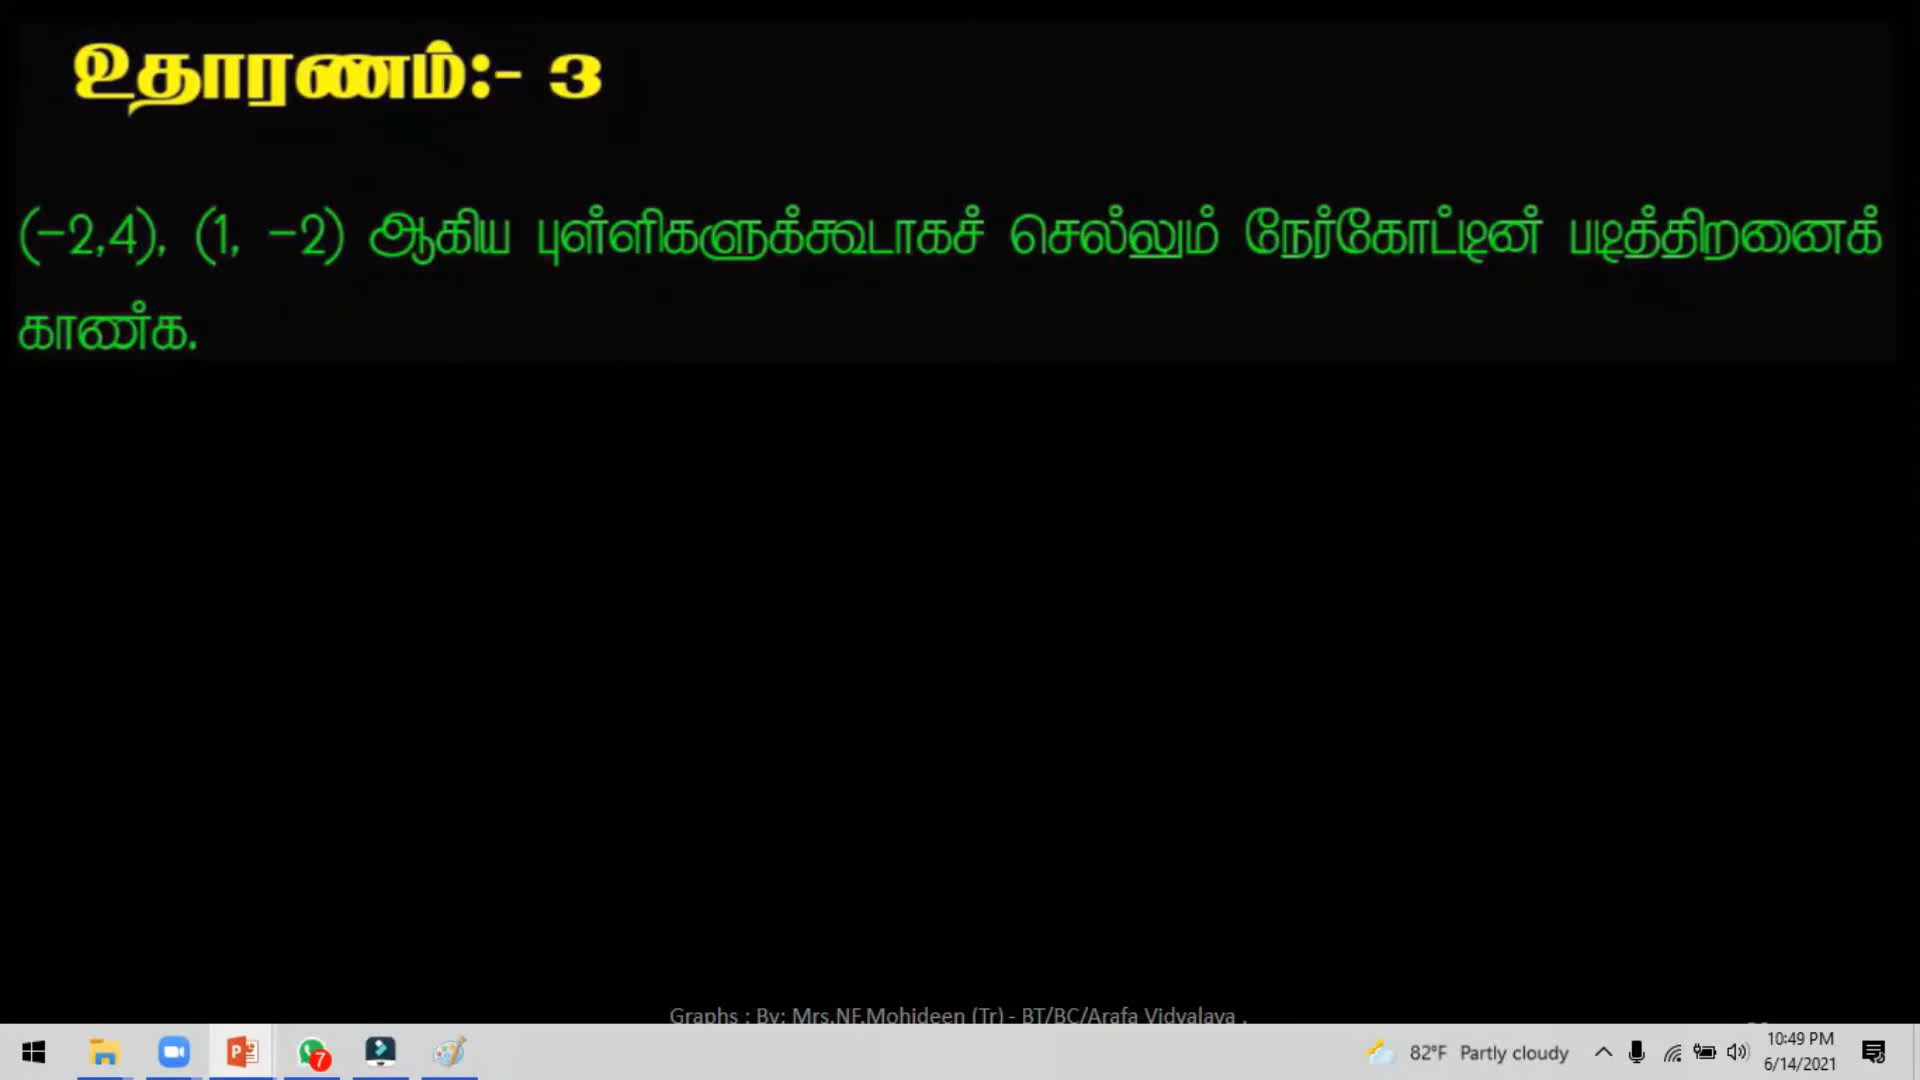 உதாரணம்:- 3
(-2,4), (1, -2) ஆகிய புள்ளிகளுக்கூடாகச் செல்லும் நேர்கோட்டின் படித்திறனைக்
காண்க.
Graphs : By: Mrs.NF.Mohideen (Tr) - BT/BC/Arafa Vidyalaya .
7
82°F Partly cloudy
10:49 PM
6/14/2021